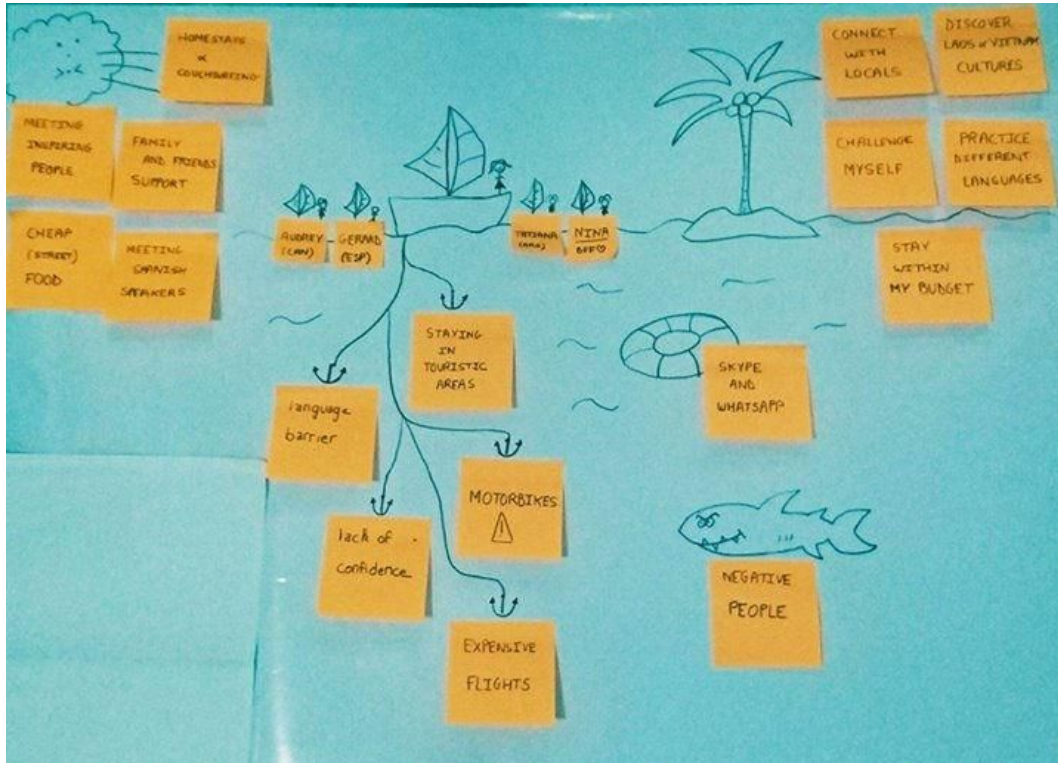 HOMESTAYS
&
COUCHSURFING
MEETING
INSPIRING
PEOPLE
FAMILY
AND FRIENDS
SUPPORT
CHEAP
(STREET)
FOOD
MEETING
SPANISH
SPEAKERS
AUDREY
(CAN)
GERARD
(ESP)
TATIANA
NINA
BFF♡
CONNECT
WITH
LOCALS
DISCOVER
LAOS & VIETNAM
CULTURES
CHALLENGE
MYSELF
PRACTICE
DIFFERENT
LANGUAGES
STAY
WITHIN
MY BUDGET
STAYING
IN
TOURISTIC
AREAS
language
barrier
MOTORBIKES
lack of
confidence
EXPENSIVE
FLIGHTS
SKYPE
AND
WHATSAPP
NEGATIVE
PEOPLE